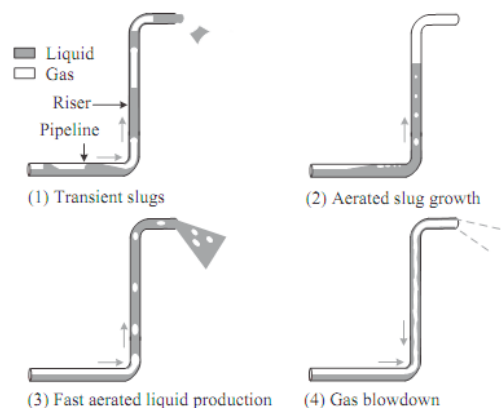 Liquid
Gas
Riser
Pipeline
(1) Transient slugs
(2) Aerated slug growth
(3) Fast aerated liquid production
(4) Gas blowdown